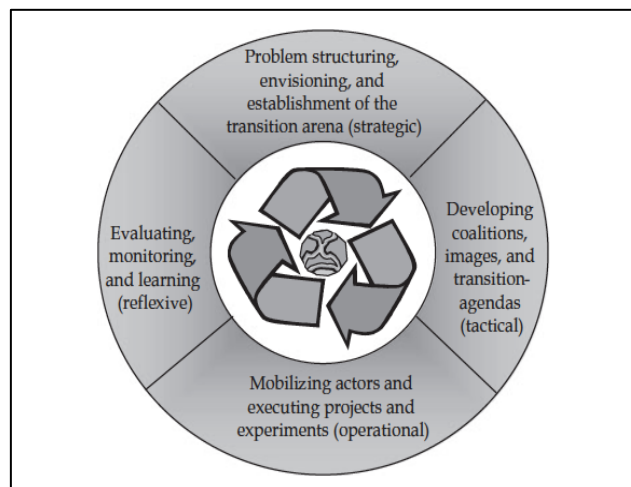 Problem structuring,
envisioning, and
establishment of the
transition arena (strategic)
Developing
coalitions,
images, and
transition-
agendas
(tactical)
Evaluating,
monitoring,
and learning
(reflexive)
Mobilizing actors and
executing projects and
experiments (operational)